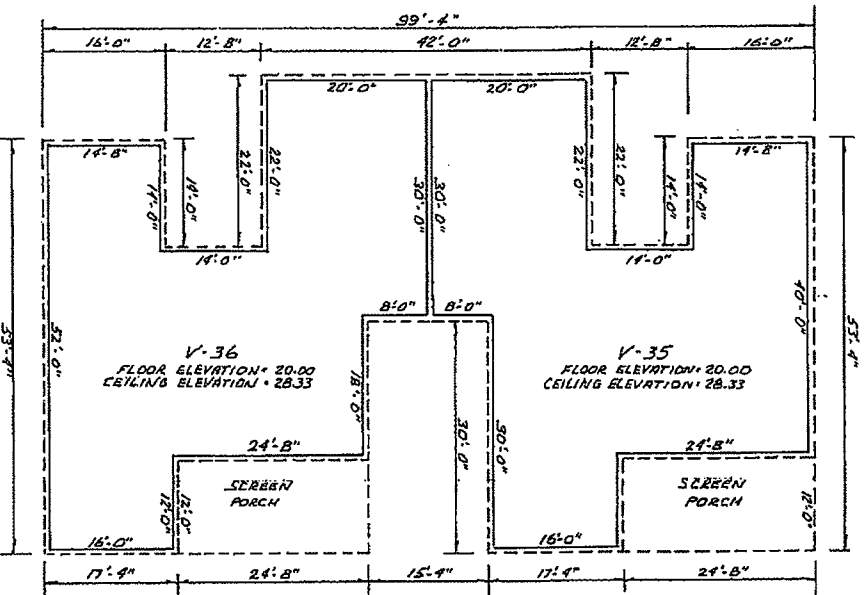 99'-4"
16'-0" 12'-8" 42'-0" 12'-8" 16'-0"
20'-0" 20'-0"
14'-8" 14'-8"
14'-0" 14'-0" 22'-0" 22'-0" 30'-0" 30'-0" 22'-0" 22'-0" 14'-0" 14'-0"
14'-0" 14'-0"
8'-0" 8'-0"
53'-4" 52'-0" 40'-0" 53'-4"
V-36 V-35
FLOOR ELEVATION = 20.00 FLOOR ELEVATION = 20.00
CEILING ELEVATION = 28.33 CEILING ELEVATION = 28.33
18'-0" 30'-0" 30'-0"
24'-8" 24'-8"
SCREEN SCREEN
PORCH PORCH
12'-0" 12'-0" 12'-0"
16'-0" 16'-0"
17'-4" 24'-8" 15'-4" 17'-4" 24'-8"